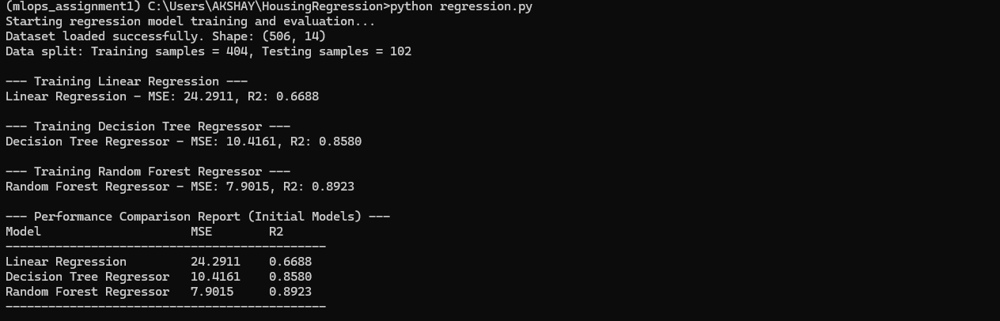 (mlops_assignment1) C:\Users\AKSHAY\HousingRegression>python regression.py
Starting regression model training and evaluation...
Dataset loaded successfully. Shape: (506, 14)
Data split: Training samples = 404, Testing samples = 102
--- Training Linear Regression ---
Linear Regression - MSE: 24.2911, R2: 0.6688
--- Training Decision Tree Regressor ---
Decision Tree Regressor - MSE: 10.4161, R2: 0.8580
--- Training Random Forest Regressor ---
Random Forest Regressor - MSE: 7.9015, R2: 0.8923
--- Performance Comparison Report (Initial Models) ---
Model                     MSE        R2
---------------------------------------------
Linear Regression         24.2911    0.6688
Decision Tree Regressor   10.4161    0.8580
Random Forest Regressor   7.9015     0.8923
---------------------------------------------